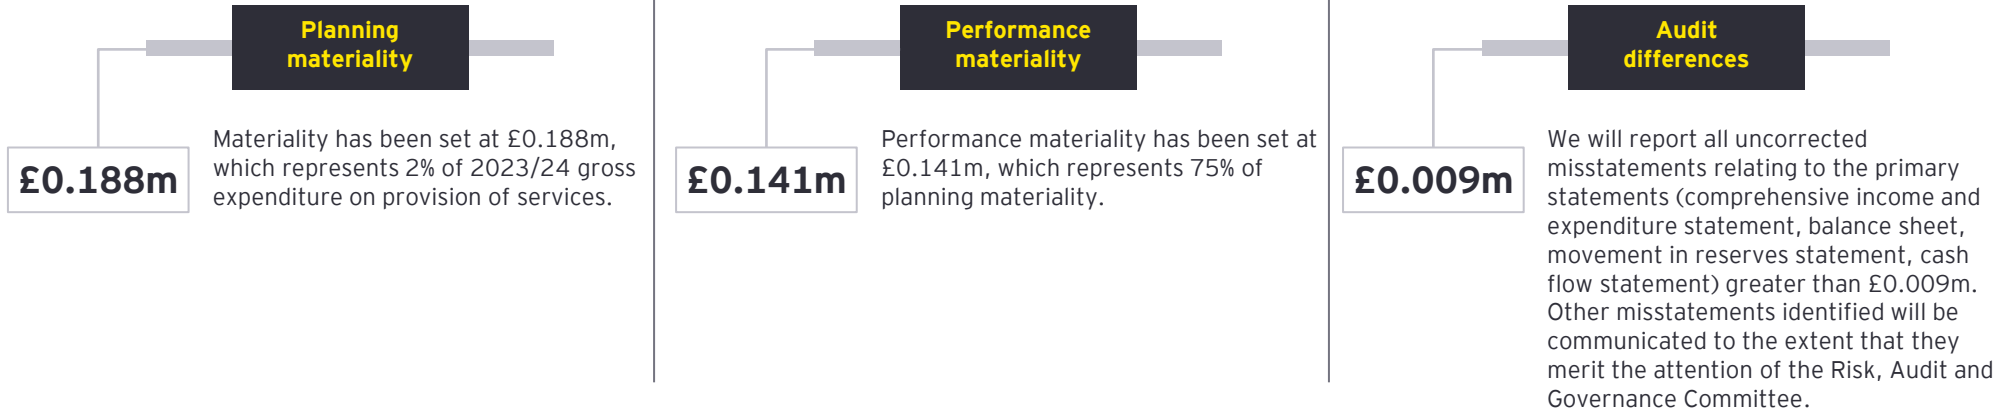 Planning
materiality
£0.188m
Materiality has been set at £0.188m,
which represents 2% of 2023/24 gross
expenditure on provision of services.
Performance
materiality
£0.141m
Performance materiality has been set at
£0.141m, which represents 75% of
planning materiality.
Audit
differences
£0.009m
We will report all uncorrected
misstatements relating to the primary
statements (comprehensive income and
expenditure statement, balance sheet,
movement in reserves statement, cash
flow statement) greater than £0.009m.
Other misstatements identified will be
communicated to the extent that they
merit the attention of the Risk, Audit and
Governance Committee.